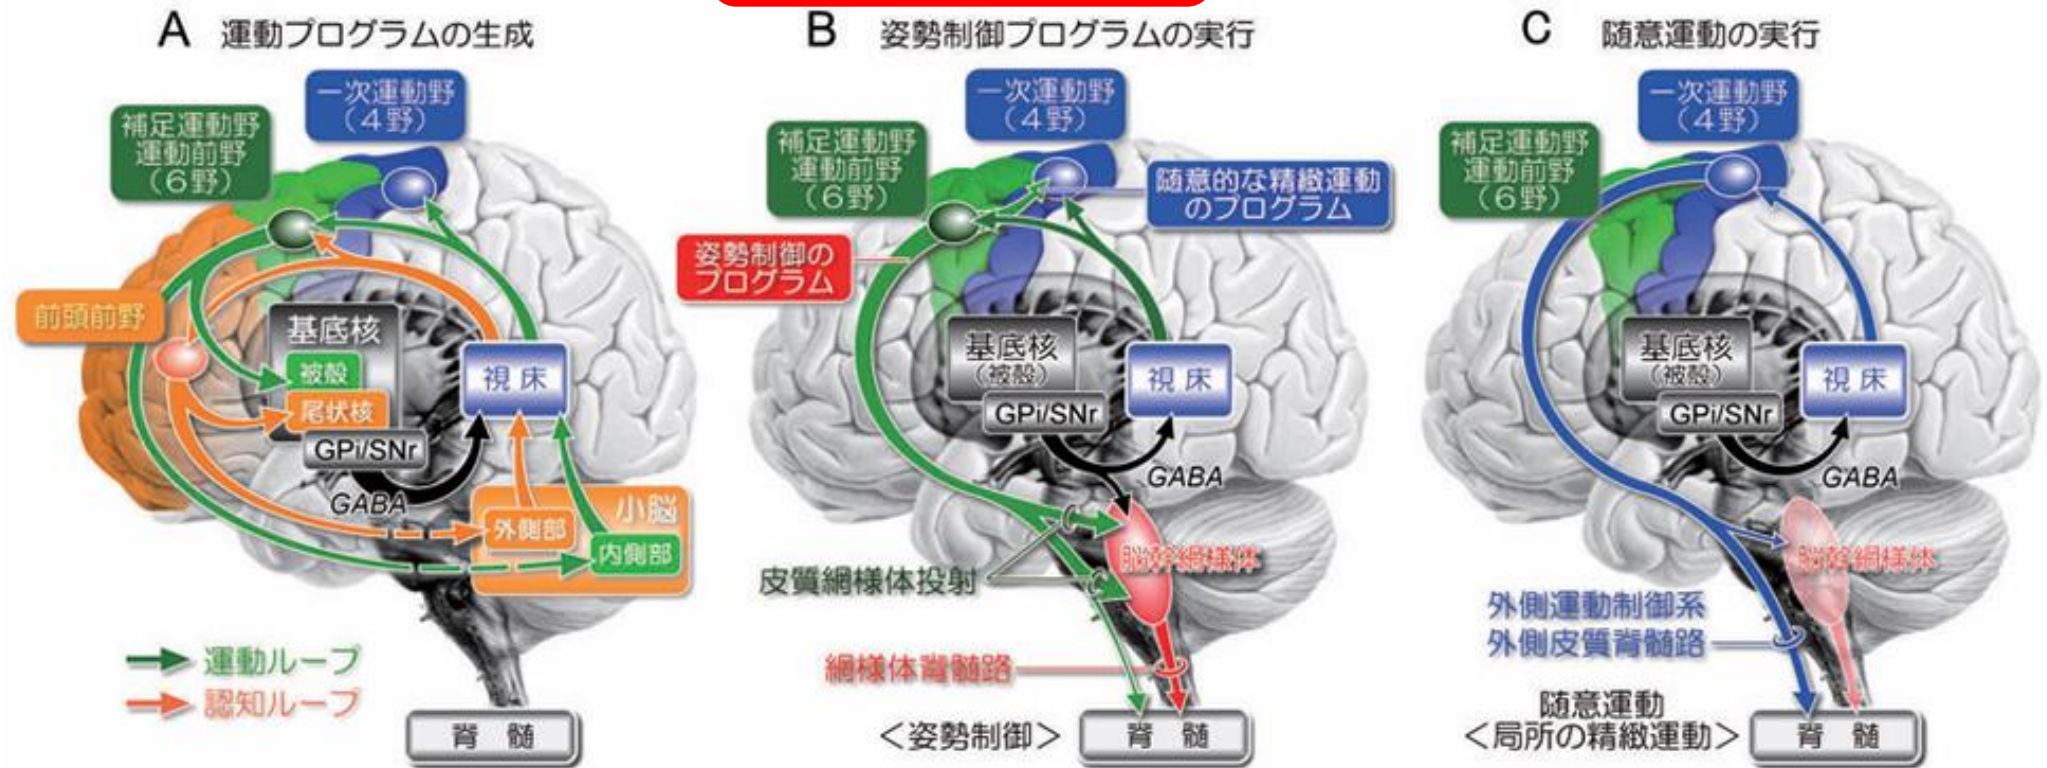 A 運動プログラムの生成
一次運動野
（4野）
補足運動野
運動前野
（6野）
前頭前野
基底核
被殻
尾状核
GPi/SNr
GABA
視床
小脳
外側部
内側部
運動ループ
認知ループ
脊髄
B 姿勢制御プログラムの実行
一次運動野
（4野）
補足運動野
運動前野
（6野）
随意的な精緻運動
のプログラム
姿勢制御の
プログラム
基底核
（被殻）
GPi/SNr
視床
GABA
脳幹網様体
皮質網様体投射
網様体脊髄路
＜姿勢制御＞
脊髄
C 随意運動の実行
一次運動野
（4野）
補足運動野
運動前野
（6野）
基底核
（被殻）
GPi/SNr
視床
GABA
脳幹網様体
外側運動制御系
外側皮質脊髄路
随意運動
＜局所の精緻運動＞
脊髄